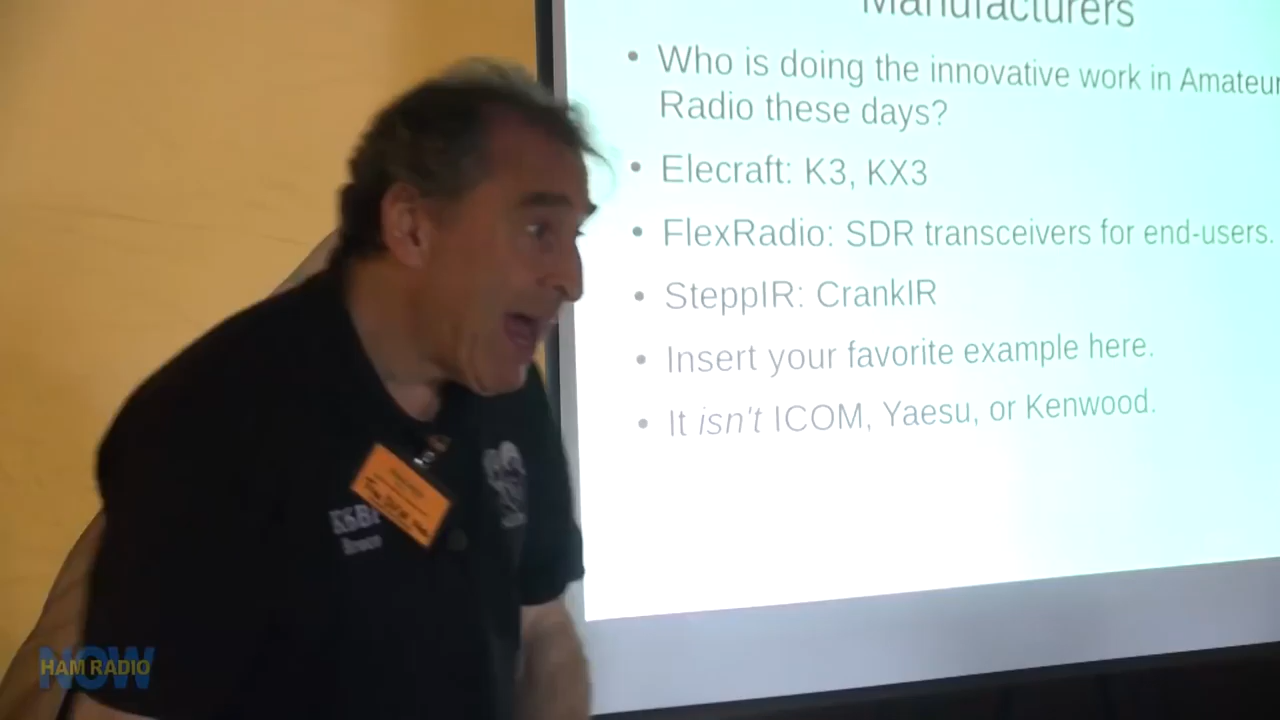 Manufacturers
• Who is doing the innovative work in Amateur
Radio these days?
• Elecraft: K3, KX3
• FlexRadio: SDR transceivers for end-users.
• SteppIR: CrankIR
• Insert your favorite example here.
• It isn't ICOM, Yaesu, or Kenwood.
Bruce
HAM RADIO
NOW